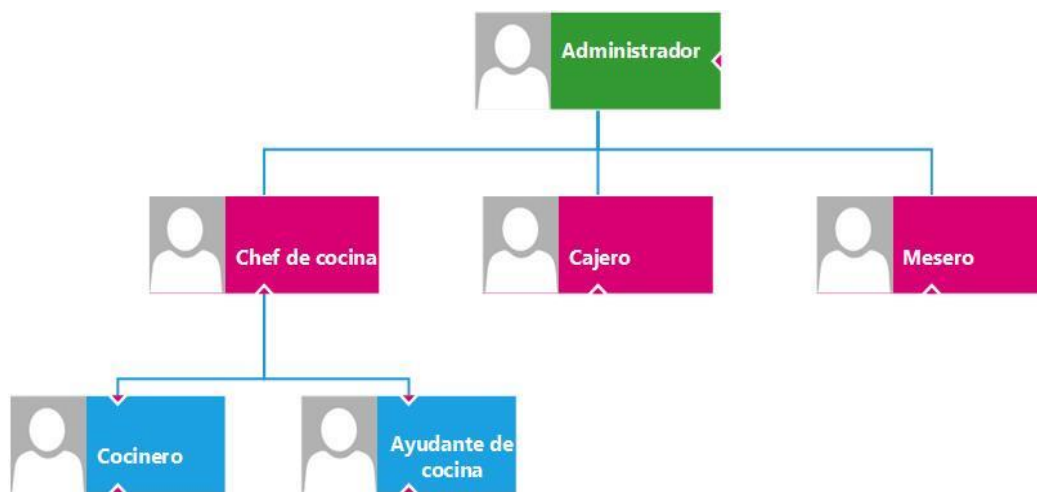 Administrador
Chef de cocina
Cajero
Mesero
Cocinero
Ayudante de
cocina